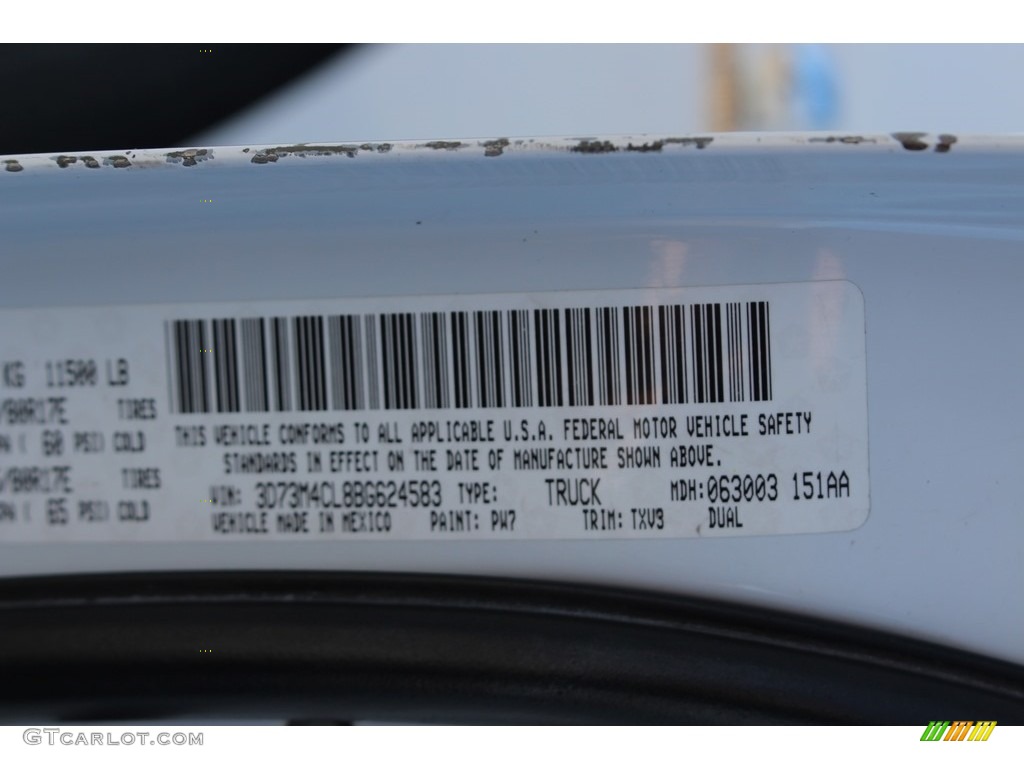 KG 11500 LB
/80R17E TIRES
( 60 PSI) COLD
/80R17E TIRES
( 65 PSI) COLD
THIS VEHICLE CONFORMS TO ALL APPLICABLE U.S.A. FEDERAL MOTOR VEHICLE SAFETY
STANDARDS IN EFFECT ON THE DATE OF MANUFACTURE SHOWN ABOVE.
VIN: 3D73M4CL8BG624583 TYPE: TRUCK MDH: 063003 151AA
VEHICLE MADE IN MEXICO PAINT: PW7 TRIM: TXV3 DUAL
GTCarlot.com